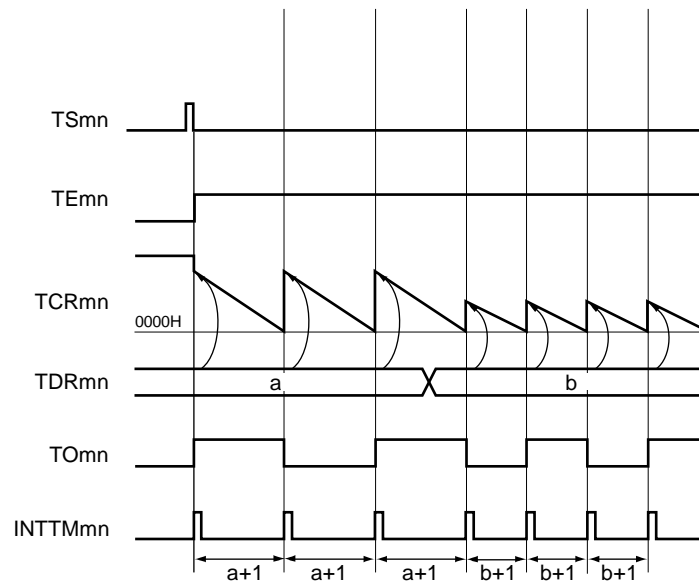 TSmn
TEmn
TCRmn
0000H
TDRmn
a
b
TOmn
INTTMmn
a+1
a+1
a+1
b+1
b+1
b+1